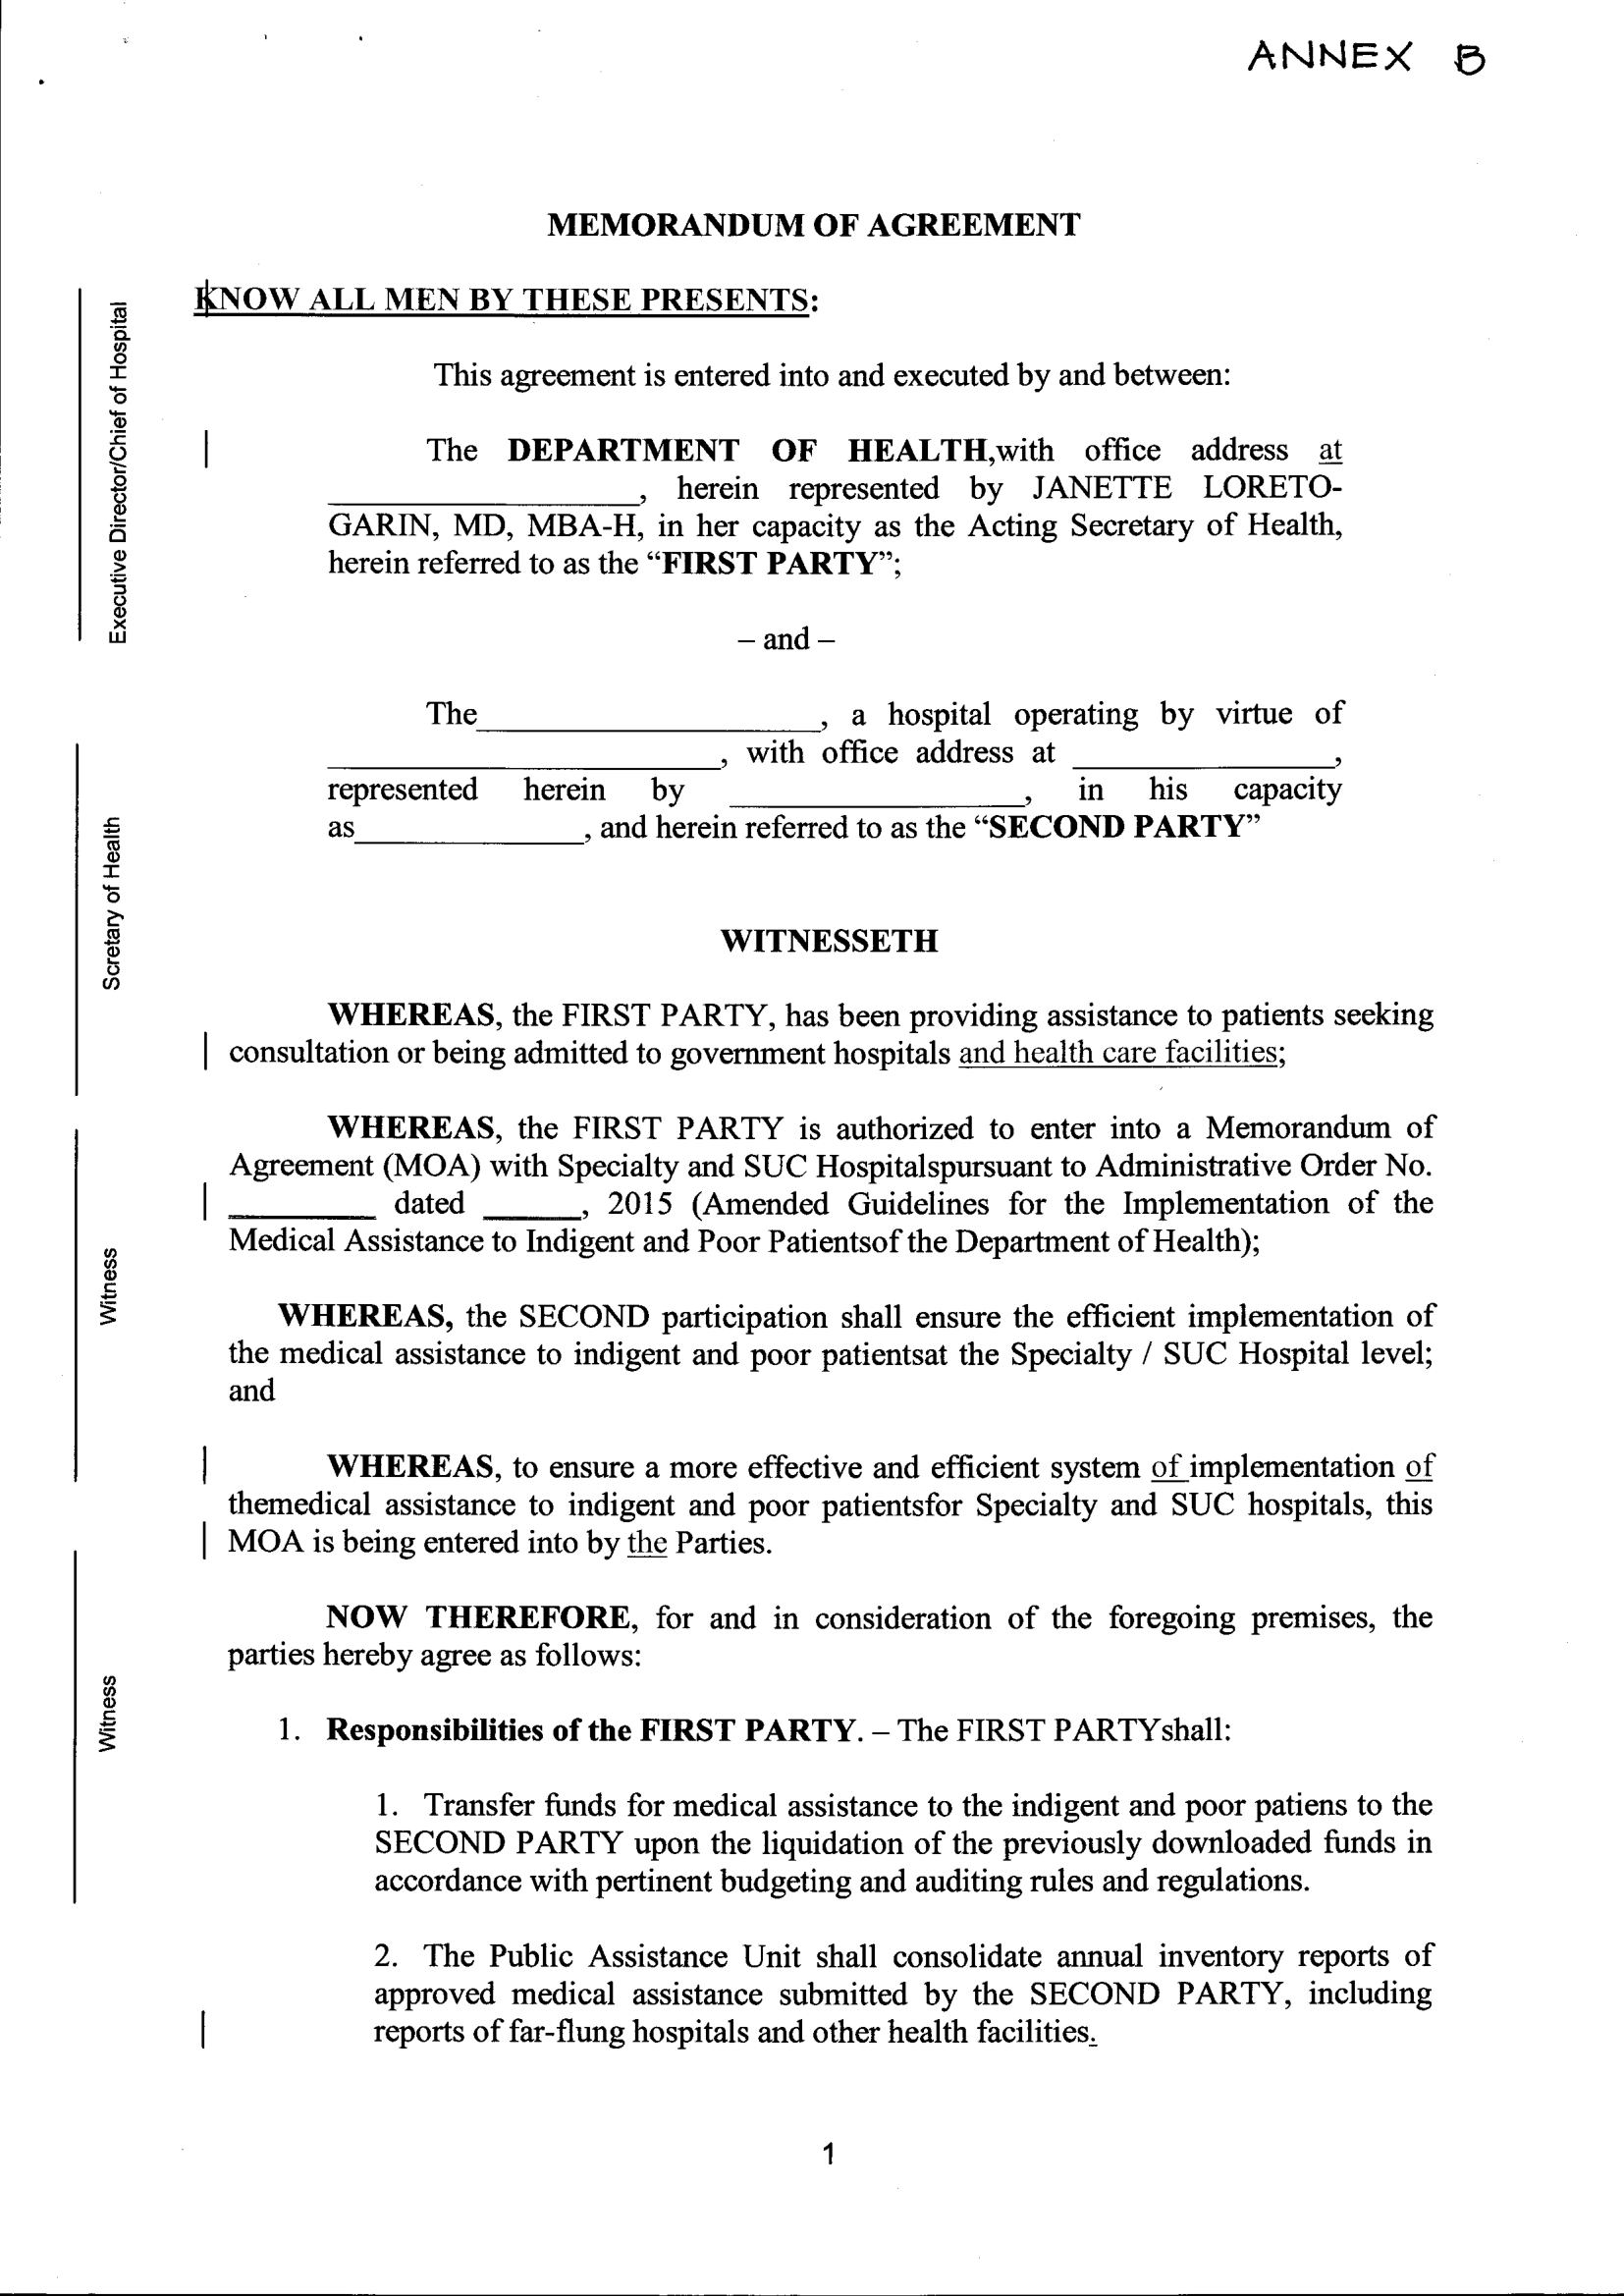 ANNEX B
MEMORANDUM OF AGREEMENT
KNOW ALL MEN BY THESE PRESENTS:
This agreement is entered into and executed by and between:
The DEPARTMENT OF HEALTH,with office address at
____________________, herein represented by JANETTE LORETO-
GARIN, MD, MBA-H, in her capacity as the Acting Secretary of Health,
herein referred to as the “FIRST PARTY”;
– and –
The______________________, a hospital operating by virtue of
_________________________, with office address at _________________,
represented herein by ___________________, in his capacity
as_______________, and herein referred to as the “SECOND PARTY”
WITNESSETH
WHEREAS, the FIRST PARTY, has been providing assistance to patients seeking
consultation or being admitted to government hospitals and health care facilities;
WHEREAS, the FIRST PARTY is authorized to enter into a Memorandum of
Agreement (MOA) with Specialty and SUC Hospitalspursuant to Administrative Order No.
_________ dated ______, 2015 (Amended Guidelines for the Implementation of the
Medical Assistance to Indigent and Poor Patientsof the Department of Health);
WHEREAS, the SECOND participation shall ensure the efficient implementation of
the medical assistance to indigent and poor patientsat the Specialty / SUC Hospital level;
and
WHEREAS, to ensure a more effective and efficient system of implementation of
themedical assistance to indigent and poor patientsfor Specialty and SUC hospitals, this
MOA is being entered into by the Parties.
NOW THEREFORE, for and in consideration of the foregoing premises, the
parties hereby agree as follows:
1. Responsibilities of the FIRST PARTY. – The FIRST PARTYshall:
1. Transfer funds for medical assistance to the indigent and poor patiens to the
SECOND PARTY upon the liquidation of the previously downloaded funds in
accordance with pertinent budgeting and auditing rules and regulations.
2. The Public Assistance Unit shall consolidate annual inventory reports of
approved medical assistance submitted by the SECOND PARTY, including
reports of far-flung hospitals and other health facilities.
1
Executive Director/Chief of Hospital
Scretary of Health
Witness
Witness